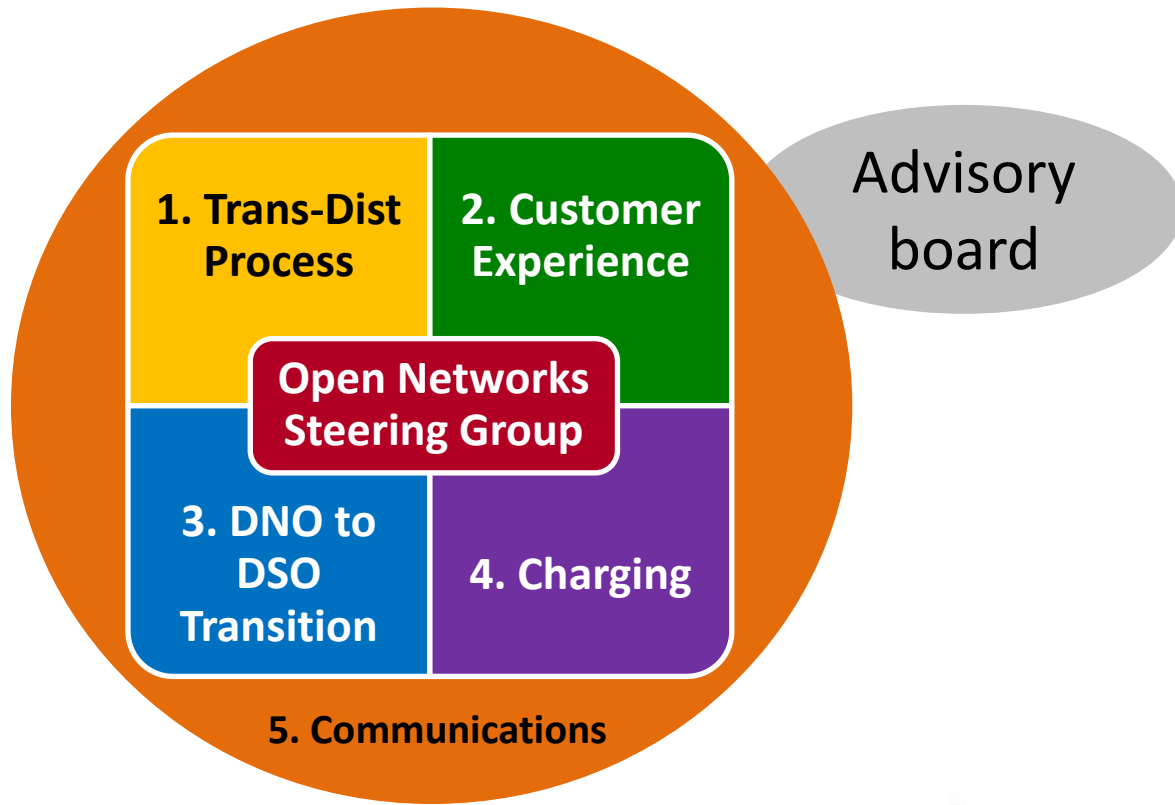 1. Trans-Dist
Process
2. Customer
Experience
Advisory
board
Open Networks
Steering Group
3. DNO to
DSO
Transition
4. Charging
5. Communications